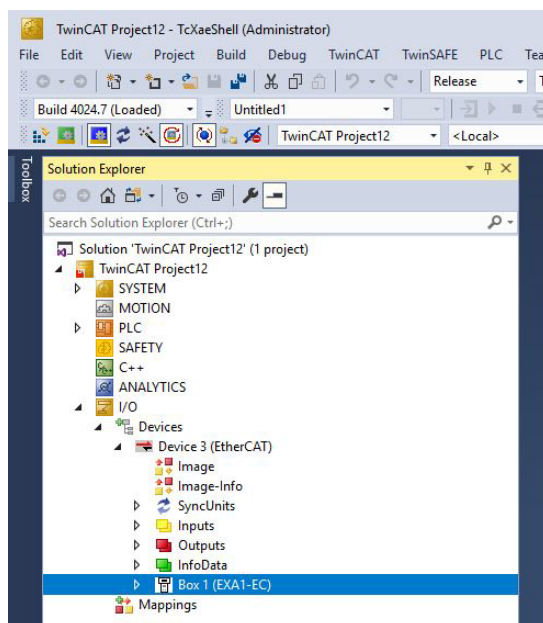 TwinCAT Project12 - TcXaeShell (Administrator)
File Edit View Project Build Debug TwinCAT TwinSAFE PLC Tea
Release T
Build 4024.7 (Loaded) Untitled1
TwinCAT Project12 <Local>
Toolbox
Solution Explorer
Search Solution Explorer (Ctrl+;)
Solution 'TwinCAT Project12' (1 project)
TwinCAT Project12
SYSTEM
MOTION
PLC
SAFETY
C++
ANALYTICS
I/O
Devices
Device 3 (EtherCAT)
Image
Image-Info
SyncUnits
Inputs
Outputs
InfoData
Box 1 (EXA1-EC)
Mappings